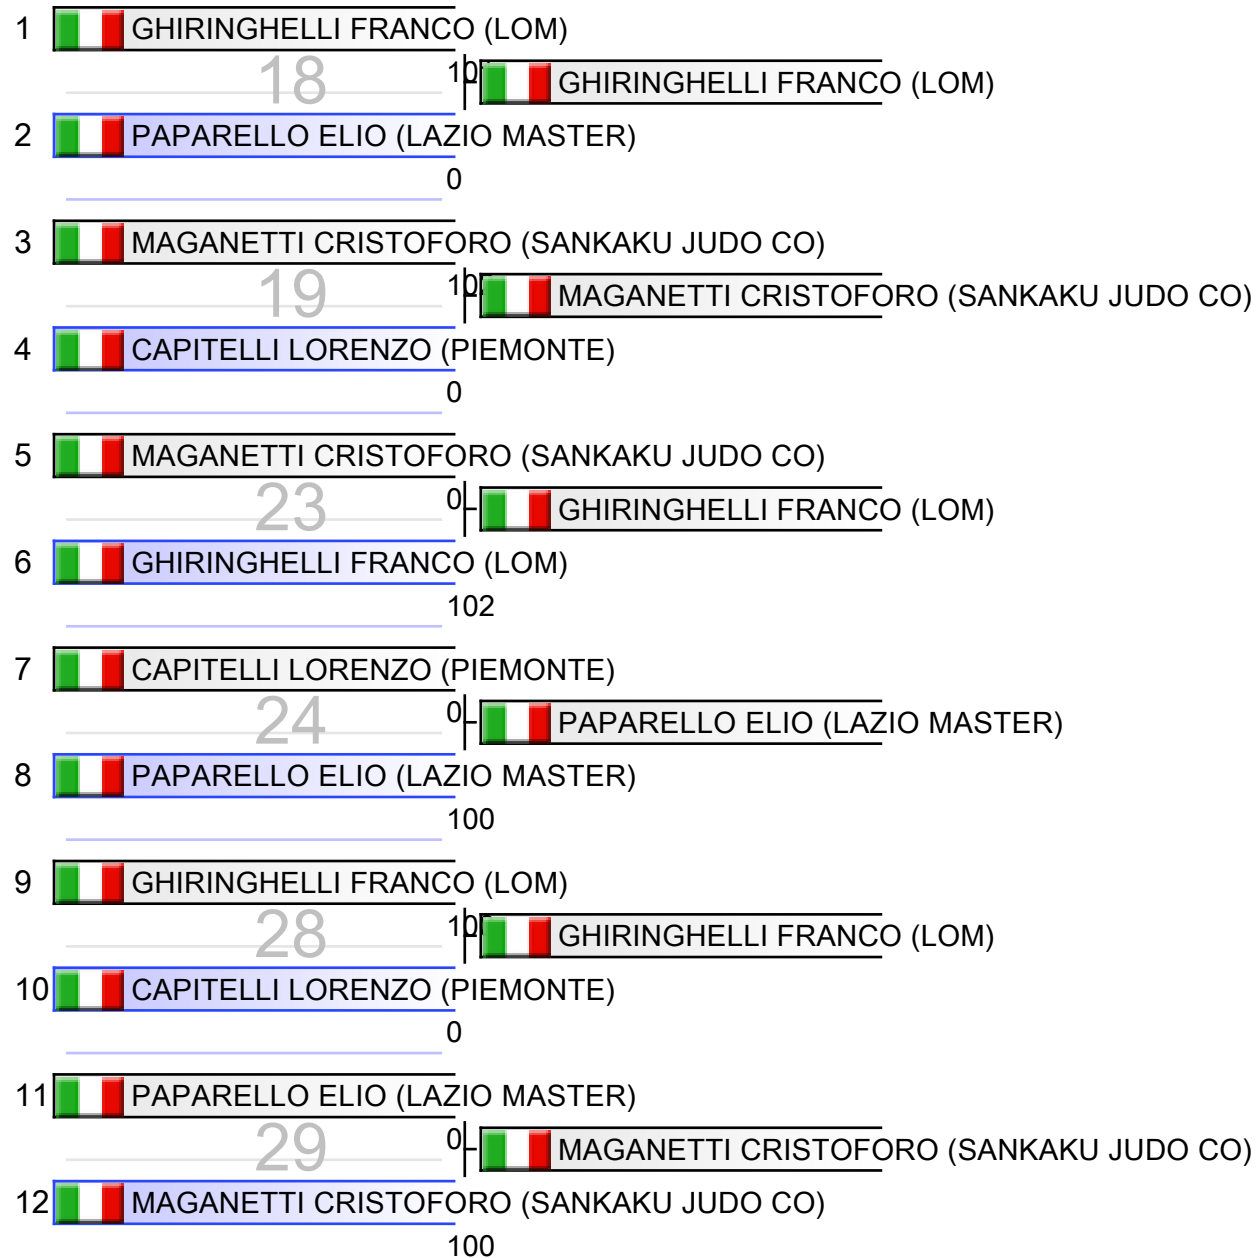 1 GHIRINGHELLI FRANCO (LOM)
18
GHIRINGHELLI FRANCO (LOM)
2 PAPARELLO ELIO (LAZIO MASTER)
0
3 MAGANETTI CRISTOFORO (SANKAKU JUDO CO)
19
MAGANETTI CRISTOFORO (SANKAKU JUDO CO)
4 CAPITELLI LORENZO (PIEMONTE)
0
5 MAGANETTI CRISTOFORO (SANKAKU JUDO CO)
23 0 GHIRINGHELLI FRANCO (LOM)
6 GHIRINGHELLI FRANCO (LOM)
102
7 CAPITELLI LORENZO (PIEMONTE)
24 0 PAPARELLO ELIO (LAZIO MASTER)
8 PAPARELLO ELIO (LAZIO MASTER)
100
9 GHIRINGHELLI FRANCO (LOM)
28
GHIRINGHELLI FRANCO (LOM)
10 CAPITELLI LORENZO (PIEMONTE)
0
11 PAPARELLO ELIO (LAZIO MASTER)
29 0 MAGANETTI CRISTOFORO (SANKAKU JUDO CO)
12 MAGANETTI CRISTOFORO (SANKAKU JUDO CO)
100